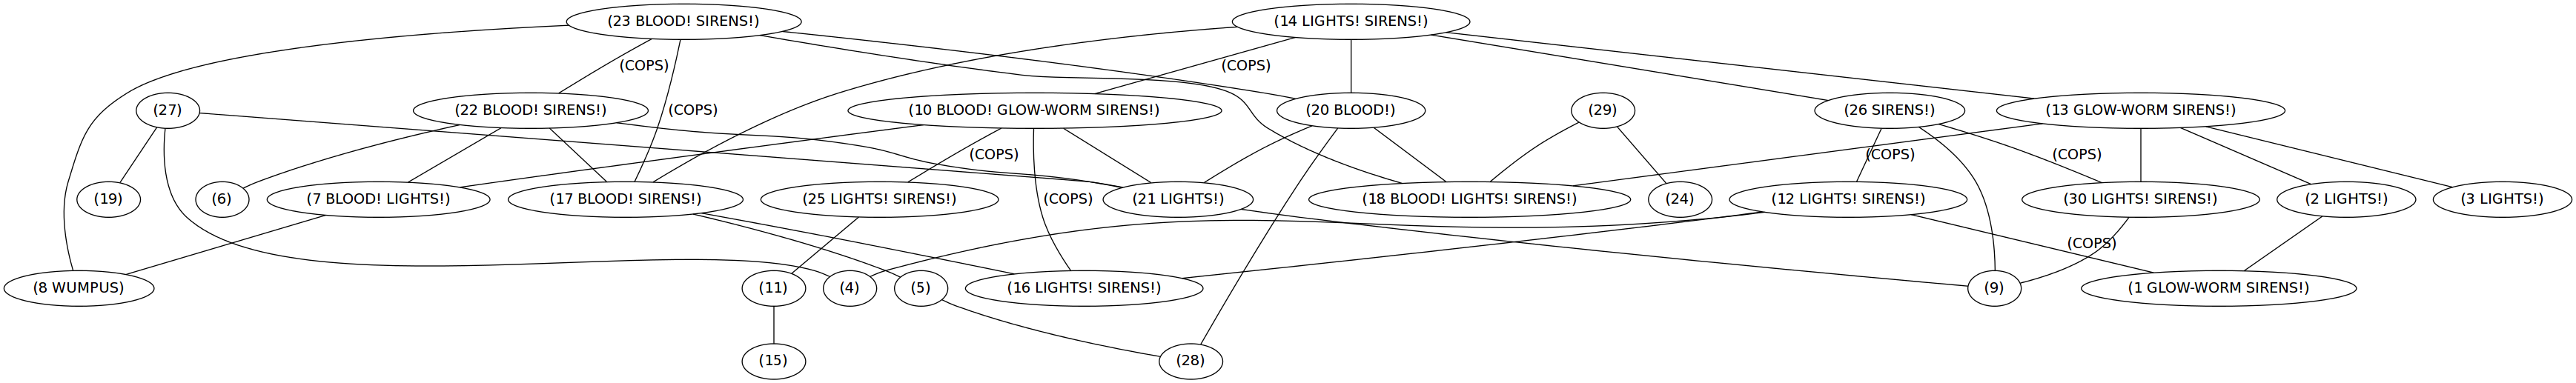 (23 BLOOD! SIRENS!)
(14 LIGHTS! SIRENS!)
(COPS)
(COPS)
(27)
(22 BLOOD! SIRENS!)
(COPS)
(10 BLOOD! GLOW-WORM SIRENS!)
(20 BLOOD!)
(29)
(26 SIRENS!)
(13 GLOW-WORM SIRENS!)
(COPS)
(COPS)
(COPS)
(19)
(6)
(7 BLOOD! LIGHTS!)
(17 BLOOD! SIRENS!)
(25 LIGHTS! SIRENS!)
(COPS)
(21 LIGHTS!)
(18 BLOOD! LIGHTS! SIRENS!)
(24)
(12 LIGHTS! SIRENS!)
(30 LIGHTS! SIRENS!)
(2 LIGHTS!)
(3 LIGHTS!)
(COPS)
(8 WUMPUS)
(11)
(4)
(5)
(16 LIGHTS! SIRENS!)
(9)
(1 GLOW-WORM SIRENS!)
(15)
(28)